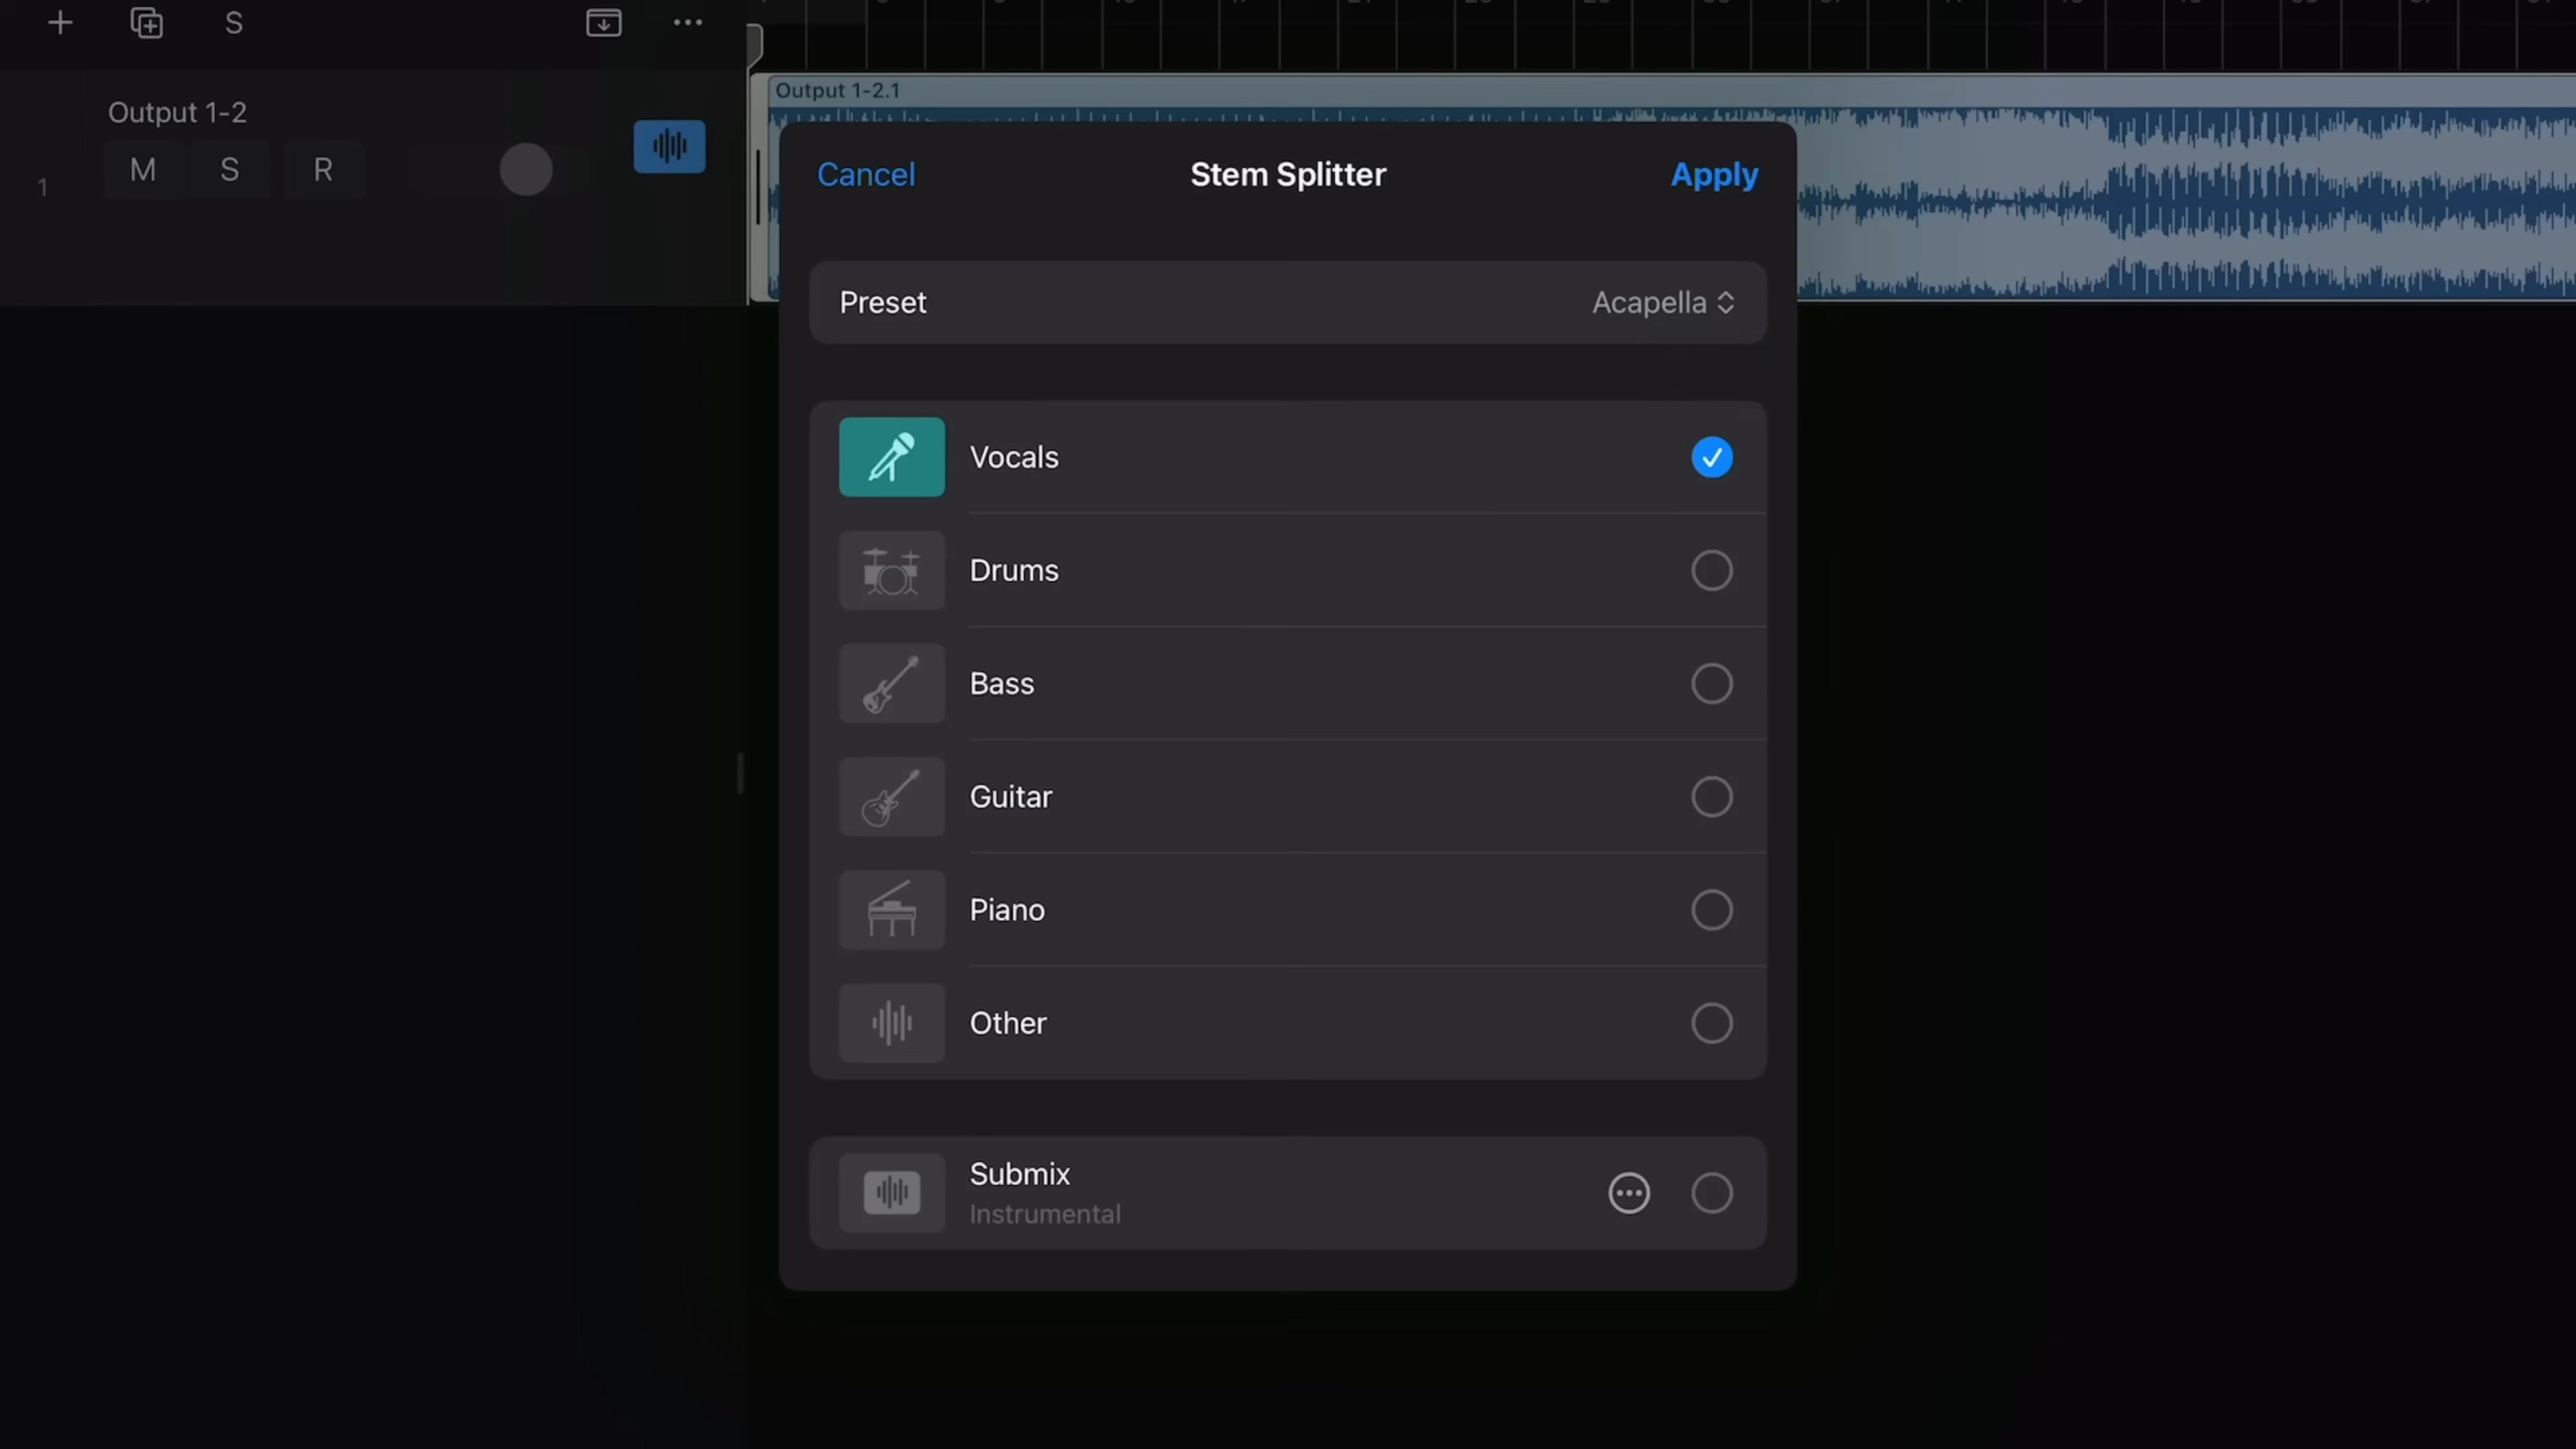 S
Output 1-2
M S R
1
Output 1-2.1
Cancel
Stem Splitter
Apply
Preset
Acapella
Vocals
Drums
Bass
Guitar
Piano
Other
Submix
Instrumental